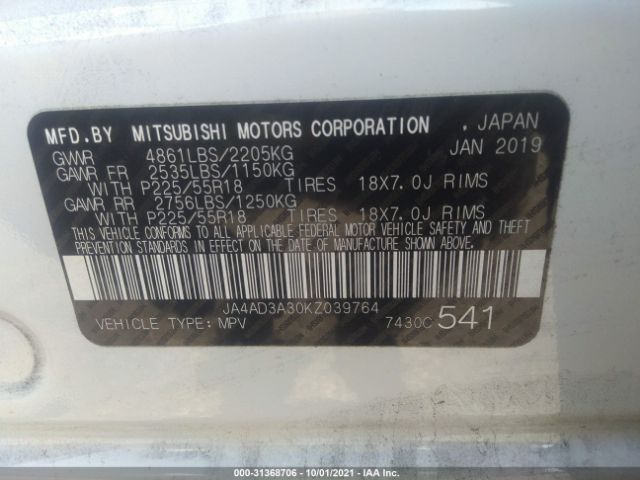 MFD.BY MITSUBISHI MOTORS CORPORATION . JAPAN
GVWR 4861LBS/2205KG JAN 2019
GAWR FR 2535LBS/1150KG
WITH P225/55R18 TIRES 18X7.0J RIMS
GAWR RR 2756LBS/1250KG
WITH P225/55R18 TIRES 18X7.0J RIMS
THIS VEHICLE CONFORMS TO ALL APPLICABLE FEDERAL MOTOR VEHICLE SAFETY AND THEFT
PREVENTION STANDARDS IN EFFECT ON THE DATE OF MANUFACTURE SHOWN ABOVE.
JA4AD3A30KZ039764
VEHICLE TYPE: MPV 7430C 541
000-31368706 - 10/01/2021 - IAA Inc.